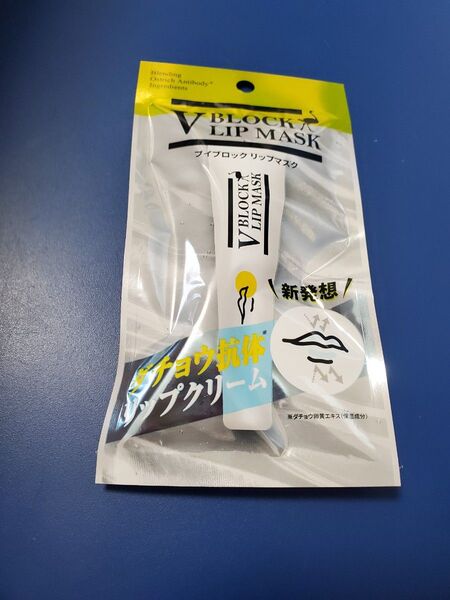 Blending
Ostrich Antibody*
Ingredients
V BLOCK
LIP MASK
ブイブロック リップマスク
V BLOCK
LIP MASK
新発想
ダチョウ抗体※
リップクリーム
※ダチョウ卵黄エキス(保湿成分)